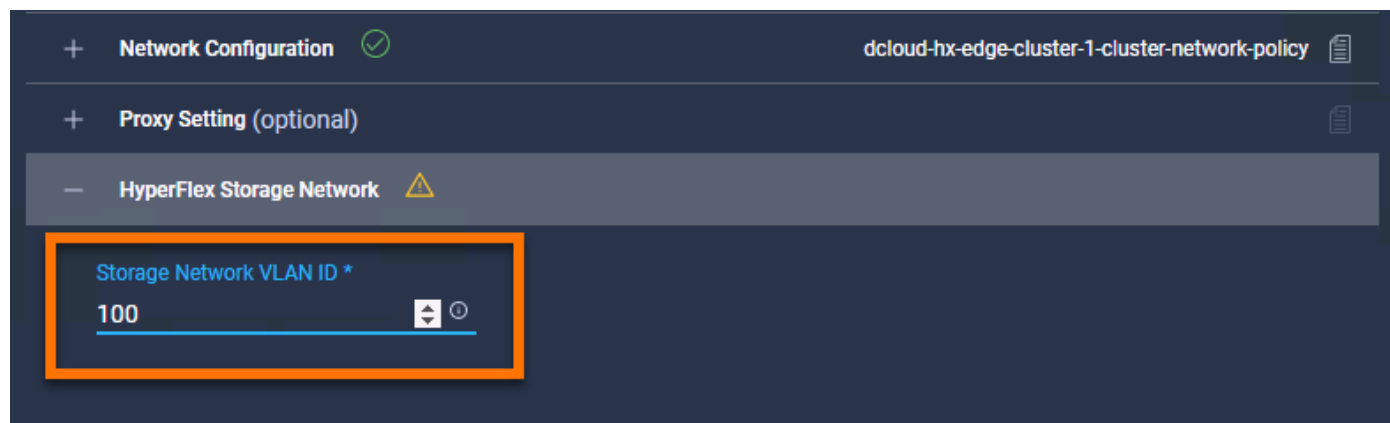 Network Configuration dcloud-hx-edge-cluster-1-cluster-network-policy
Proxy Setting (optional)
HyperFlex Storage Network
Storage Network VLAN ID *
100